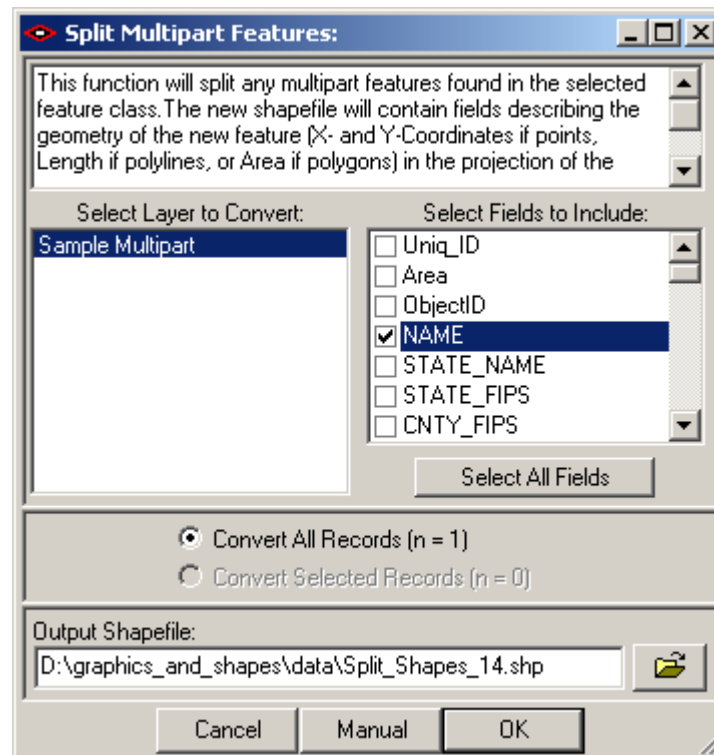 Split Multipart Features:
This function will split any multipart features found in the selected
feature class.The new shapefile will contain fields describing the
geometry of the new feature (X- and Y-Coordinates if points,
Length if polylines, or Area if polygons) in the projection of the
Select Layer to Convert:
Sample Multipart
Select Fields to Include:
Uniq_ID
Area
ObjectID
NAME
STATE_NAME
STATE_FIPS
CNTY_FIPS
Select All Fields
Convert All Records (n = 1)
Convert Selected Records (n = 0)
Output Shapefile:
D:\graphics_and_shapes\data\Split_Shapes_14.shp
Cancel
Manual
OK